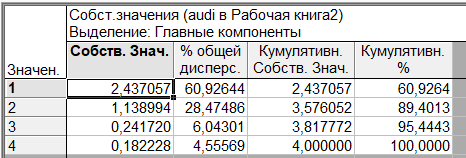 Собст.значения (audi в Рабочая книга2)
Выделение: Главные компоненты
Значен. Собств. Знач. % общей дисперс. Кумулятивн. Собств. Знач. Кумулятивн. %
1 2,437057 60,92644 2,437057 60,9264
2 1,138994 28,47486 3,576052 89,4013
3 0,241720 6,04301 3,817772 95,4443
4 0,182228 4,55569 4,000000 100,0000